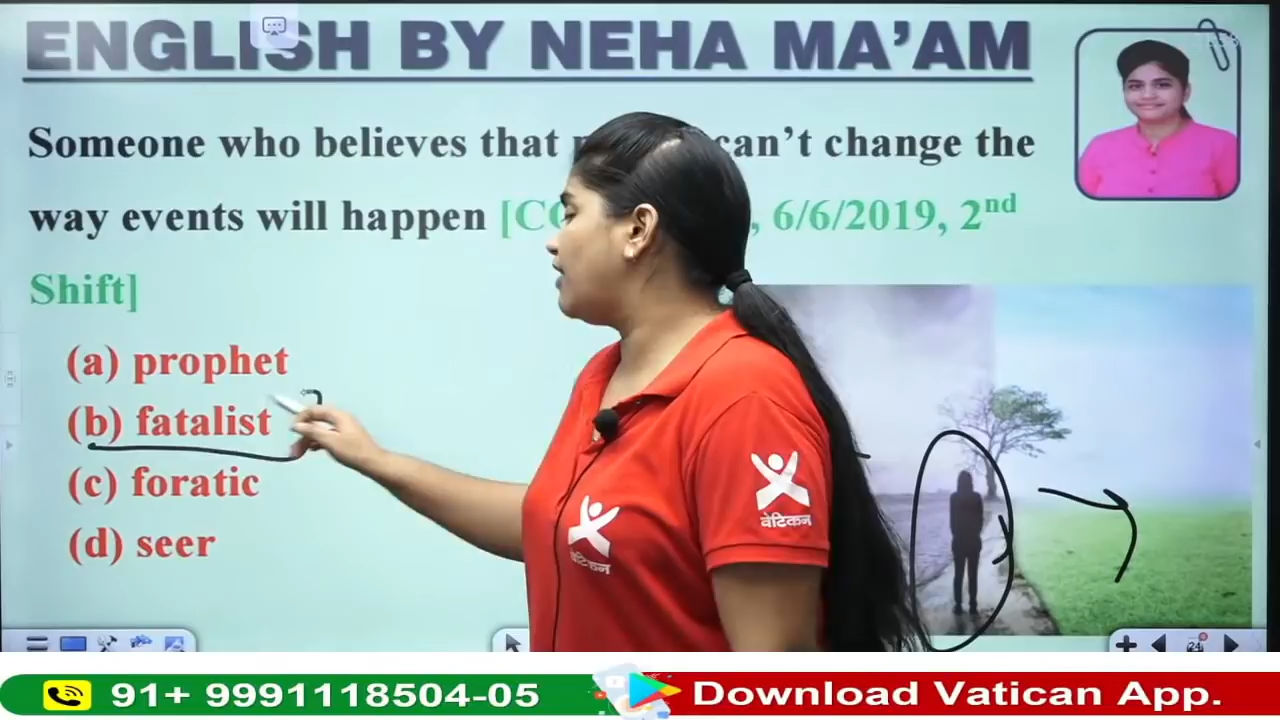 ENGLISH BY NEHA MA'AM
Someone who believes that can't change the
way events will happen [C , 6/6/2019, 2nd
Shift]
(a) prophet
(b) fatalist
(c) foratic
(d) seer
वेटिकन
वेटिकन
91+ 9991118504-05
Download Vatican App.